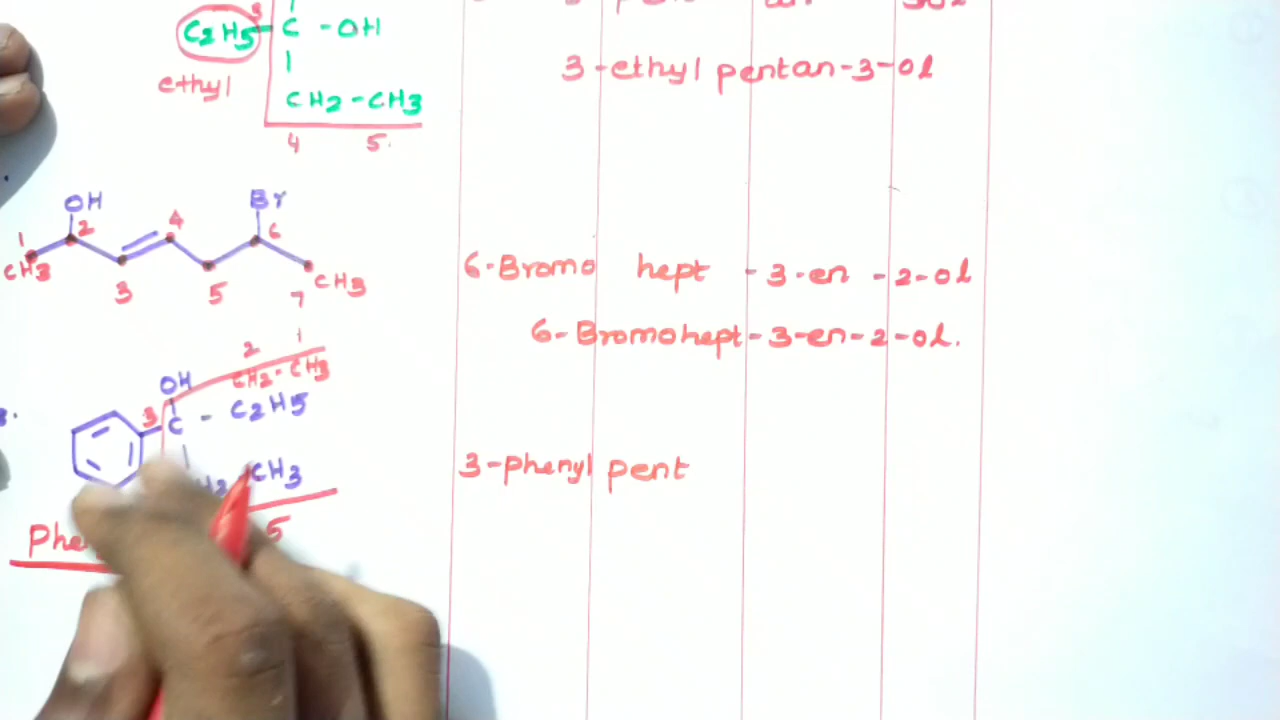 C2H5 C - OH
3-ethyl pentan-3-ol
ethyl
CH2 - CH3
4 5.
OH Br
1 2 4 6
CH3 CH3
3 5 7
6-Bromo hept - 3-en - 2-ol
6-Bromohept-3-en-2-ol.
2 1
CH2-CH3
OH
3 C - C2H5
CH3
3-phenyl pent
5